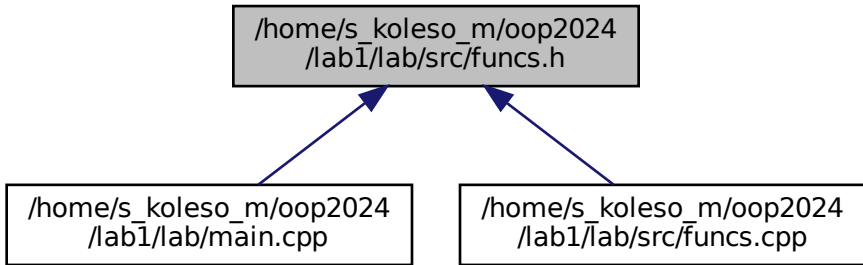 /home/s_koleso_m/oop2024
/lab1/lab/src/funcs.h
/home/s_koleso_m/oop2024
/lab1/lab/main.cpp
/home/s_koleso_m/oop2024
/lab1/lab/src/funcs.cpp